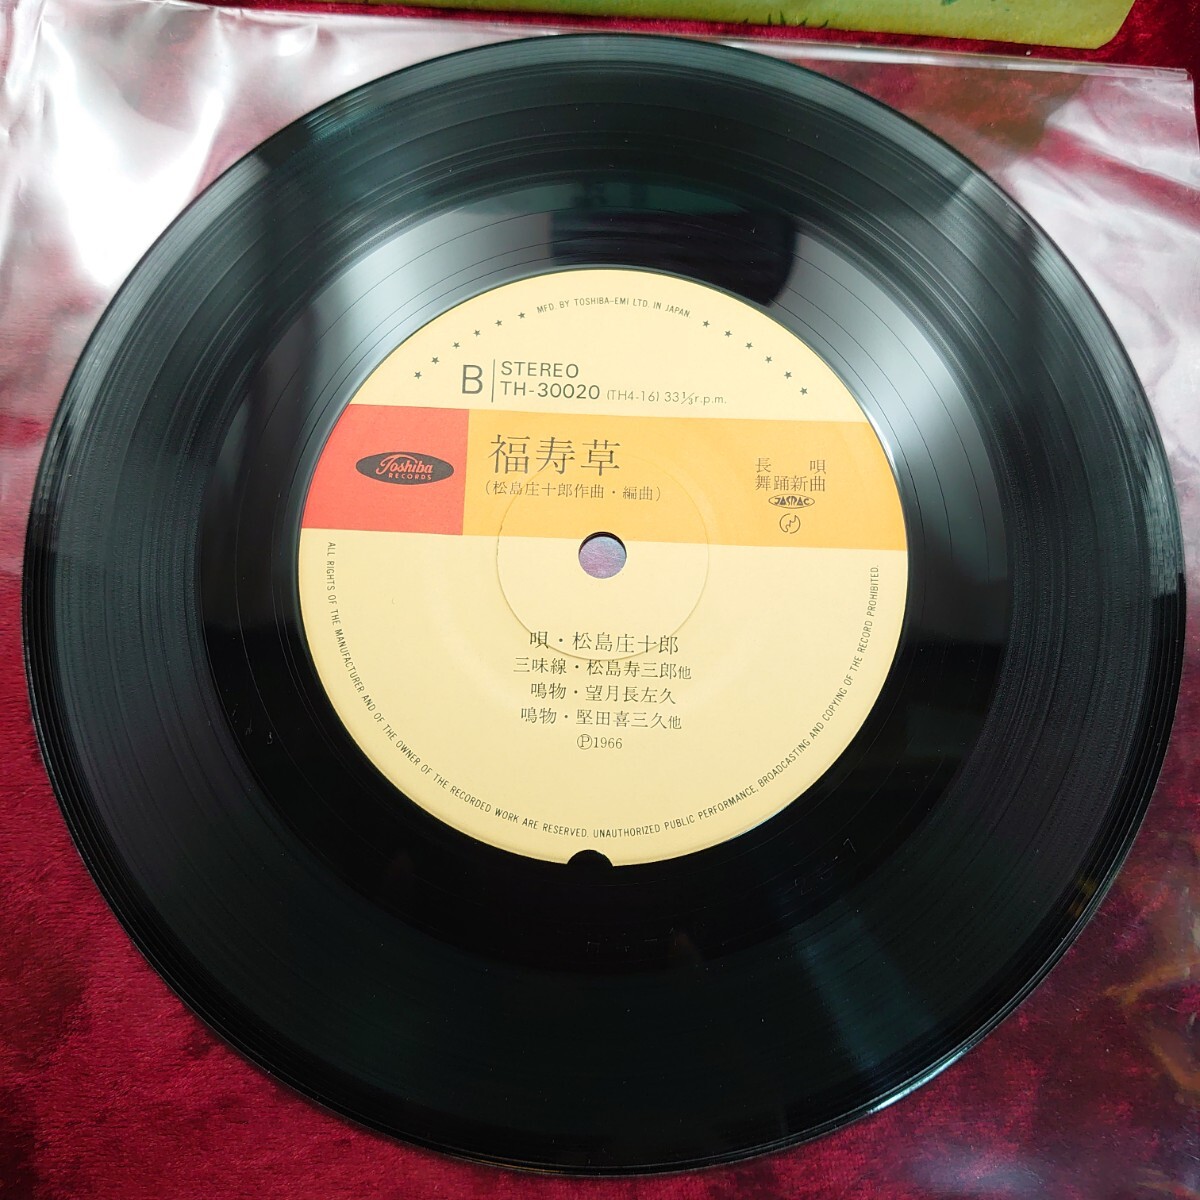 MFD. BY TOSHIBA-EMI LTD. IN JAPAN.
B
STEREO
TH-30020 (TH4-16) 33 1/3 r.p.m.
Toshiba
RECORDS
福寿草
(松島庄十郎作曲・編曲)
長唄
舞踊新曲
JASRAC
唄・松島庄十郎
三味線・松島寿三郎他
鳴物・望月長左久
鳴物・堅田喜三久他
Ⓟ1966
ALL RIGHTS OF THE MANUFACTURER AND OF THE OWNER OF THE RECORDED WORK ARE RESERVED. UNAUTHORIZED PUBLIC PERFORMANCE, BROADCASTING AND COPYING OF THE RECORD PROHIBITED.